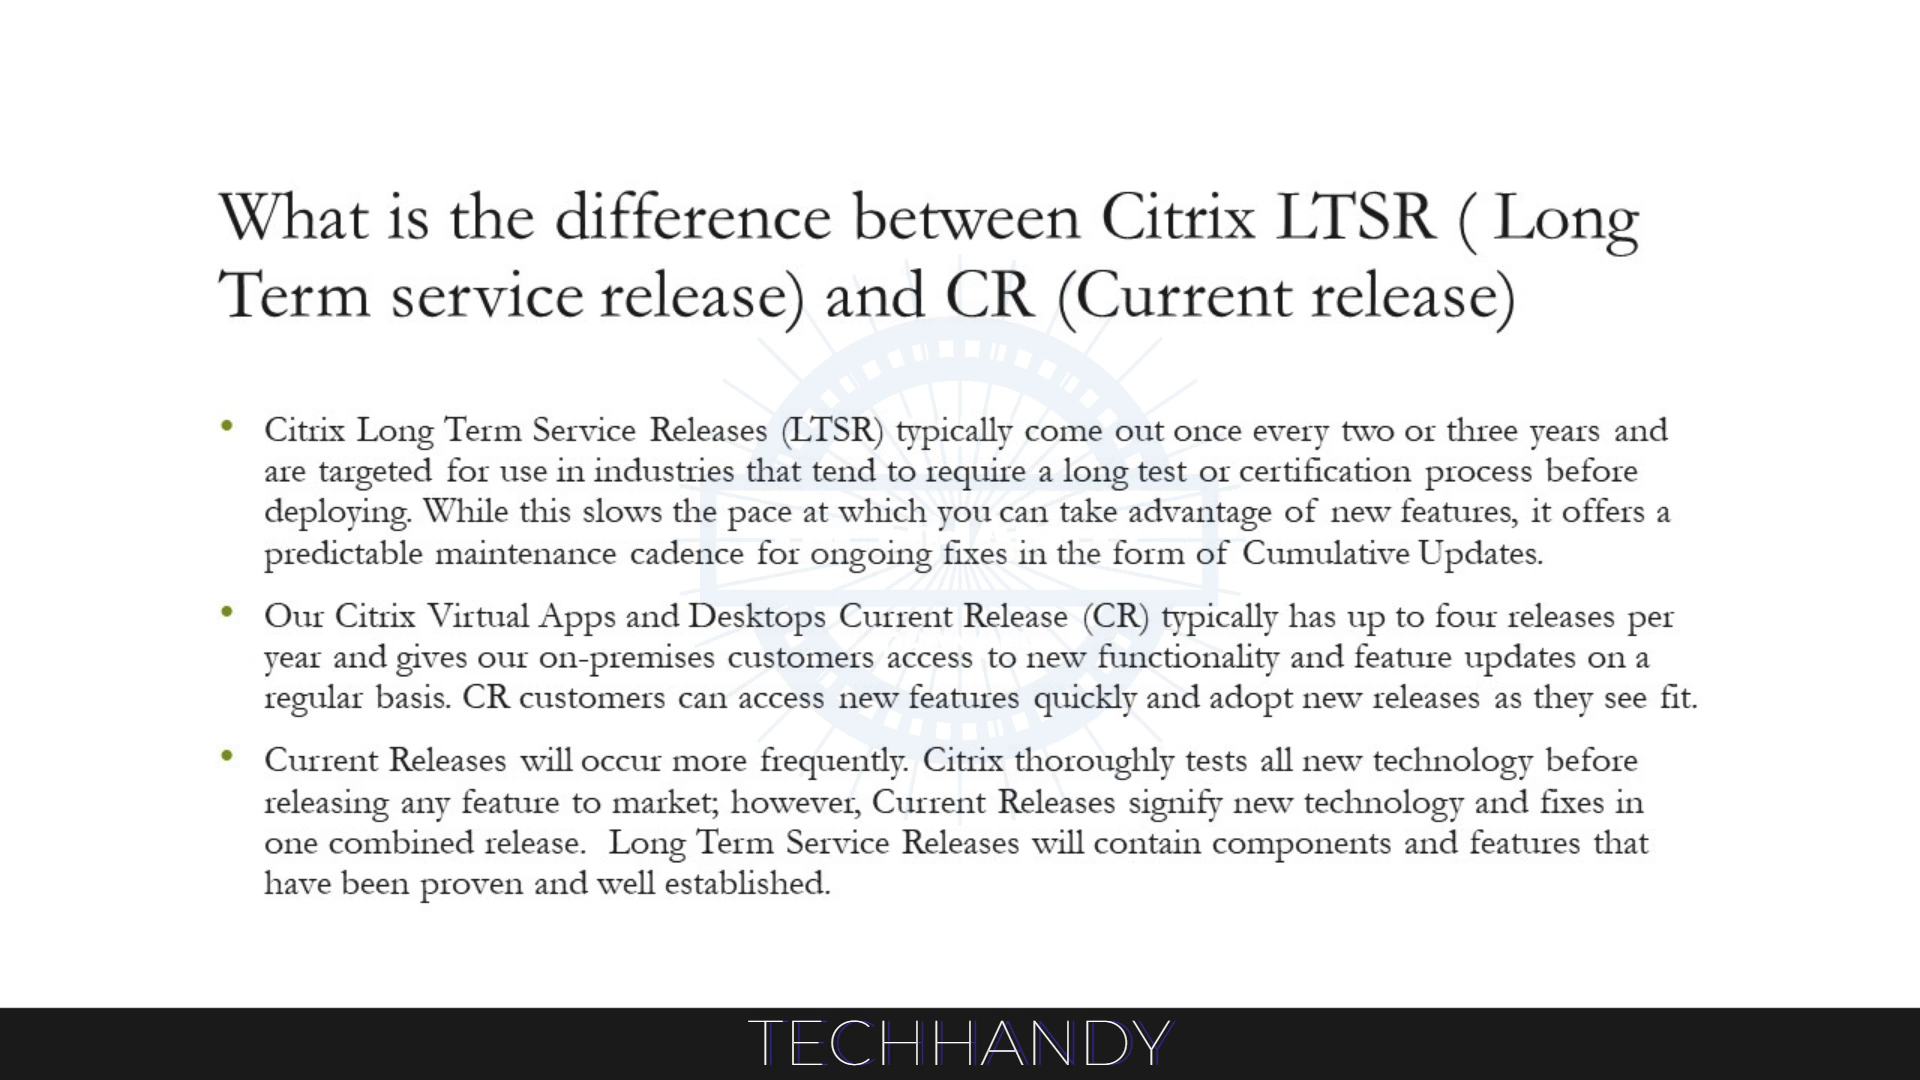 What is the difference between Citrix LTSR ( Long
Term service release) and CR (Current release)
• Citrix Long Term Service Releases (LTSR) typically come out once every two or three years and
are targeted for use in industries that tend to require a long test or certification process before
deploying. While this slows the pace at which you can take advantage of new features, it offers a
predictable maintenance cadence for ongoing fixes in the form of Cumulative Updates.
• Our Citrix Virtual Apps and Desktops Current Release (CR) typically has up to four releases per
year and gives our on-premises customers access to new functionality and feature updates on a
regular basis. CR customers can access new features quickly and adopt new releases as they see fit.
• Current Releases will occur more frequently. Citrix thoroughly tests all new technology before
releasing any feature to market; however, Current Releases signify new technology and fixes in
one combined release.  Long Term Service Releases will contain components and features that
have been proven and well established.
TECHHANDY